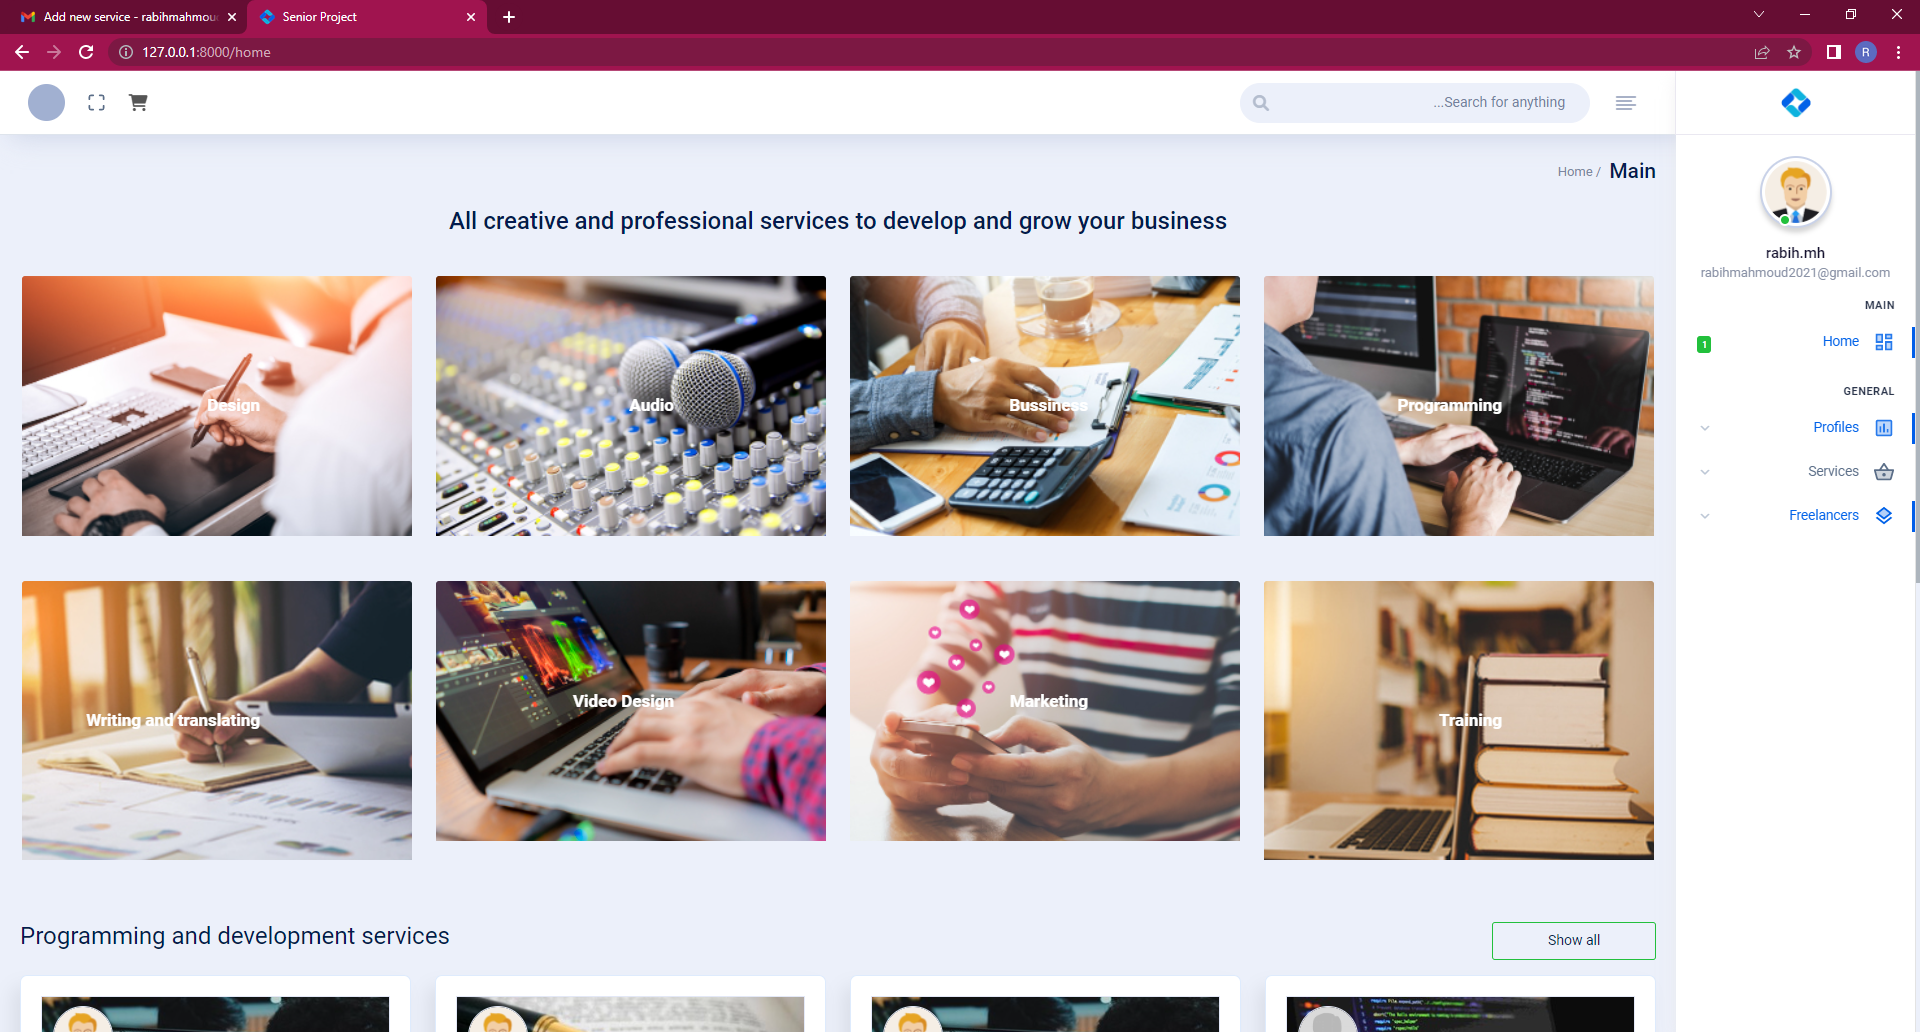 Add new service - rabihmahmou
Senior Project
127.0.0.1:8000/home
R
...Search for anything
Home / Main
All creative and professional services to develop and grow your business
Design
Audio
Bussiness
Programming
Writing and translating
Video Design
Marketing
Training
Programming and development services
Show all
rabih.mh
rabihmahmoud2021@gmail.com
MAIN
1
Home
GENERAL
Profiles
Services
Freelancers